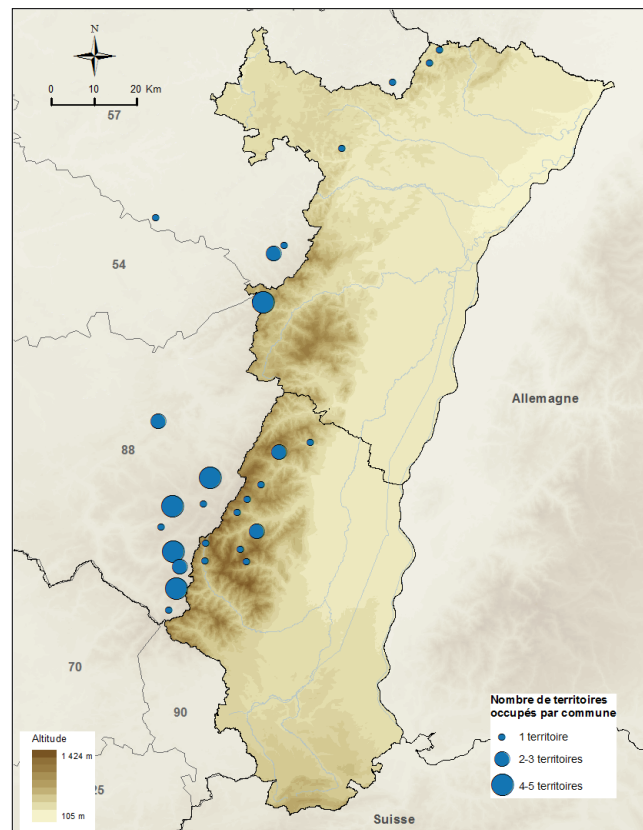 N
0 10 20 Km
57
54
Allemagne
88
70
90
Nombre de territoires
occupés par commune
1 territoire
2-3 territoires
4-5 territoires
Altitude
1 424 m
105 m
25
Suisse